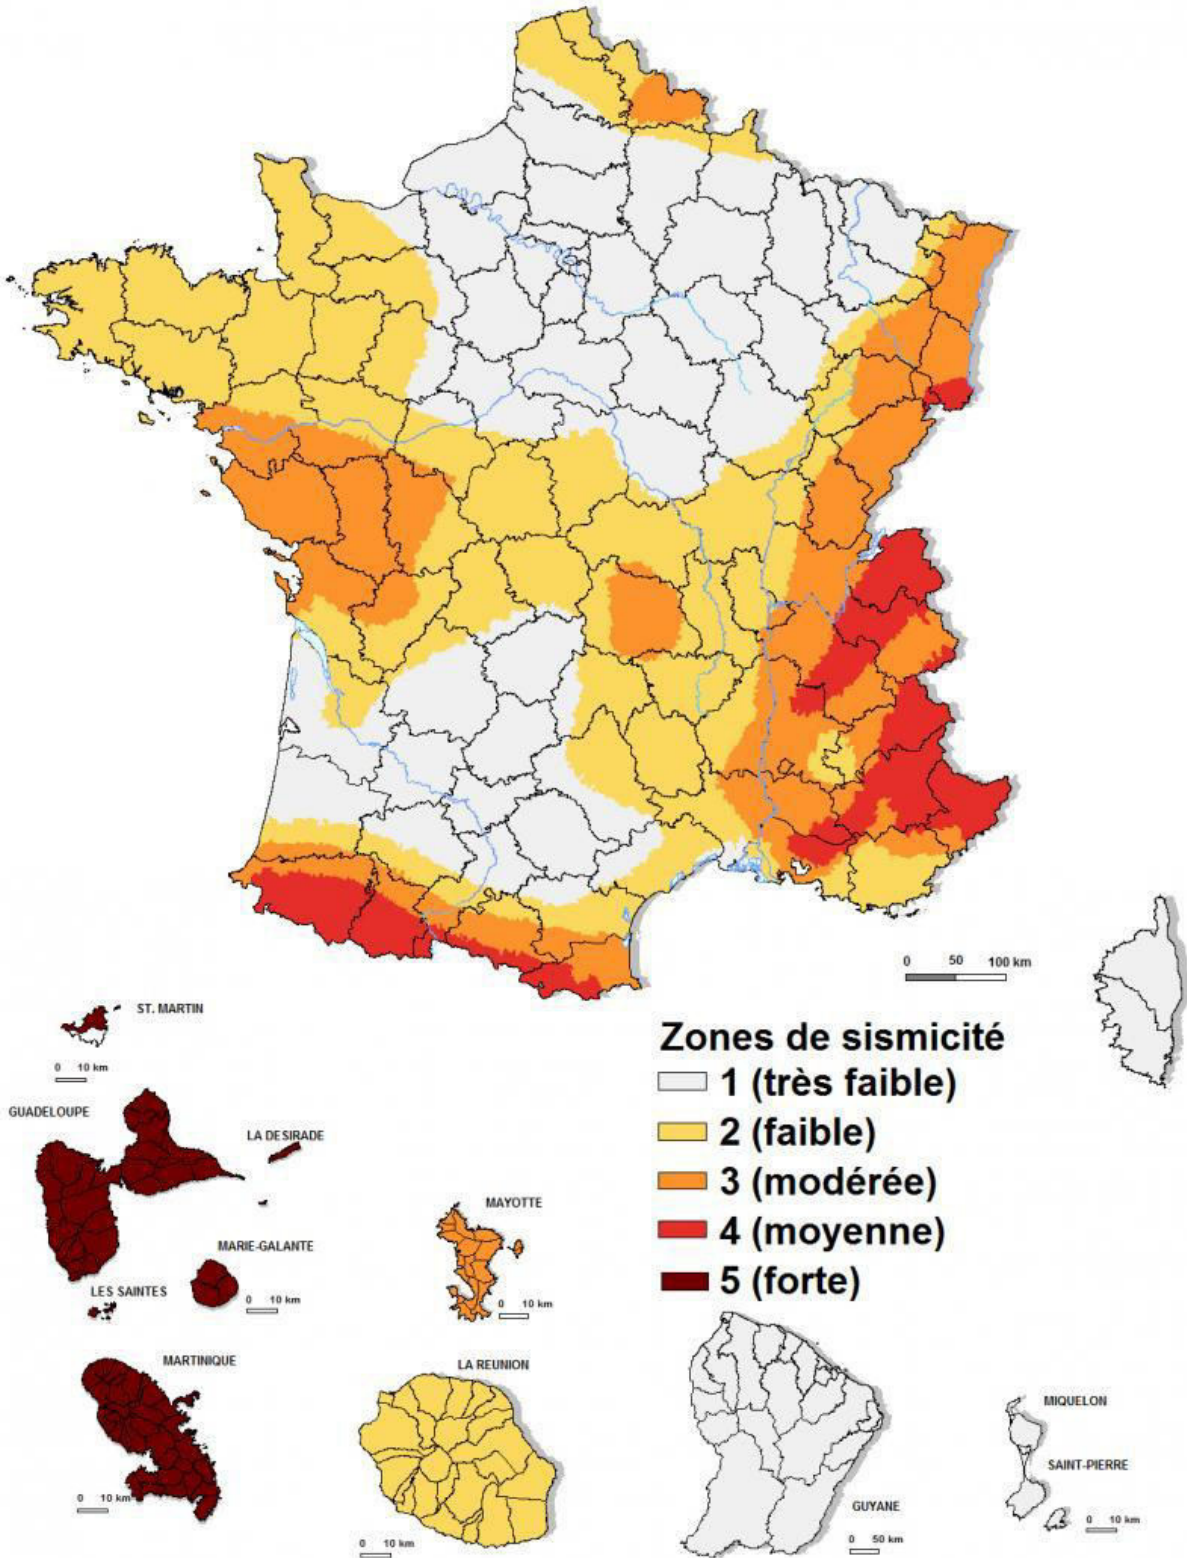 0 50 100 km
ST. MARTIN
0 10 km
Zones de sismicité
1 (très faible)
2 (faible)
3 (modérée)
4 (moyenne)
5 (forte)
GUADELOUPE
LA DESIRADE
MARIE-GALANTE
0 10 km
LES SAINTES
MAYOTTE
0 10 km
MARTINIQUE
0 10 km
LA REUNION
0 10 km
GUYANE
0 50 km
MIQUELON
SAINT-PIERRE
0 10 km